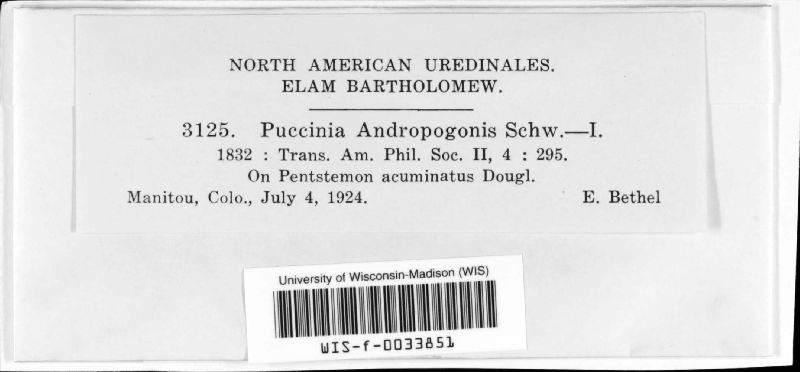 NORTH AMERICAN UREDINALES.
ELAM BARTHOLOMEW.
3125. Puccinia Andropogonis Schw.—I.
1832 : Trans. Am. Phil. Soc. II, 4 : 295.
On Pentstemon acuminatus Dougl.
Manitou, Colo., July 4, 1924. E. Bethel
University of Wisconsin-Madison (WIS)
WIS-f-0033851